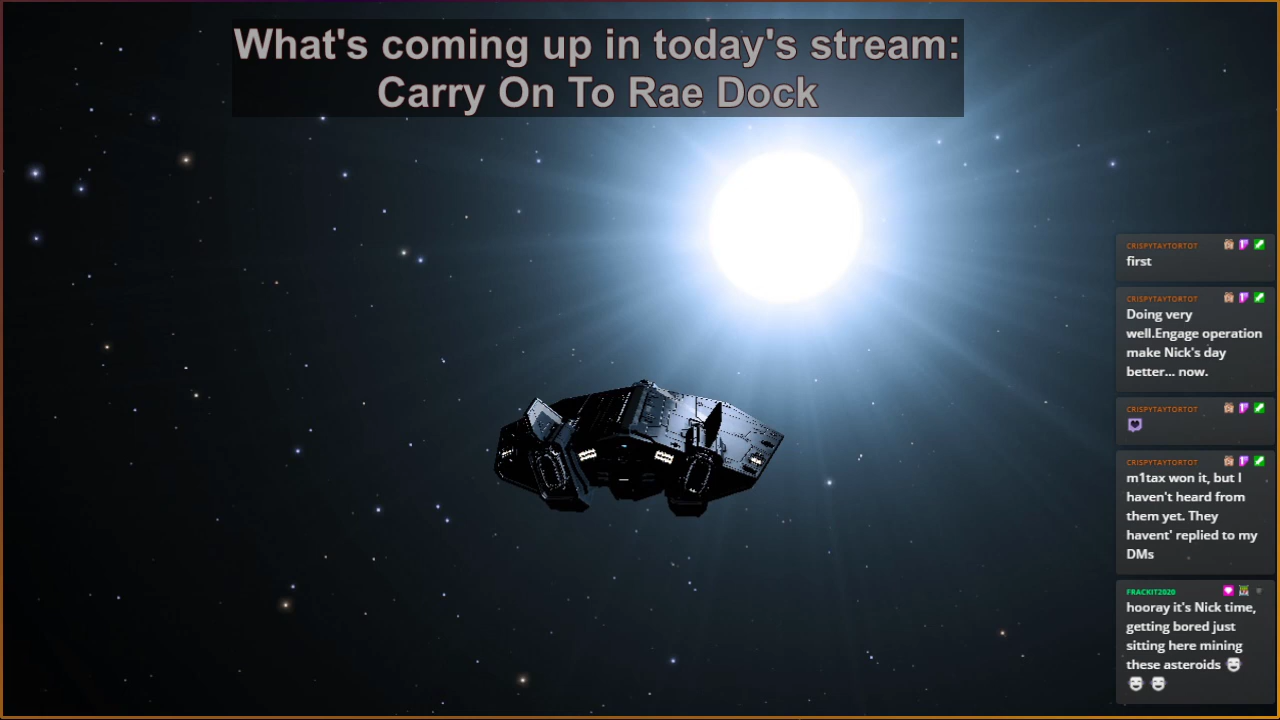 What's coming up in today's stream:
Carry On To Rae Dock
CRISPYTAYTORTOT
first
CRISPYTAYTORTOT
Doing very
well.Engage operation
make Nick's day
better... now.
CRISPYTAYTORTOT
CRISPYTAYTORTOT
m1tax won it, but I
haven't heard from
them yet. They
havent' replied to my
DMs
FRACKIT2020
hooray it's Nick time,
getting bored just
sitting here mining
these asteroids